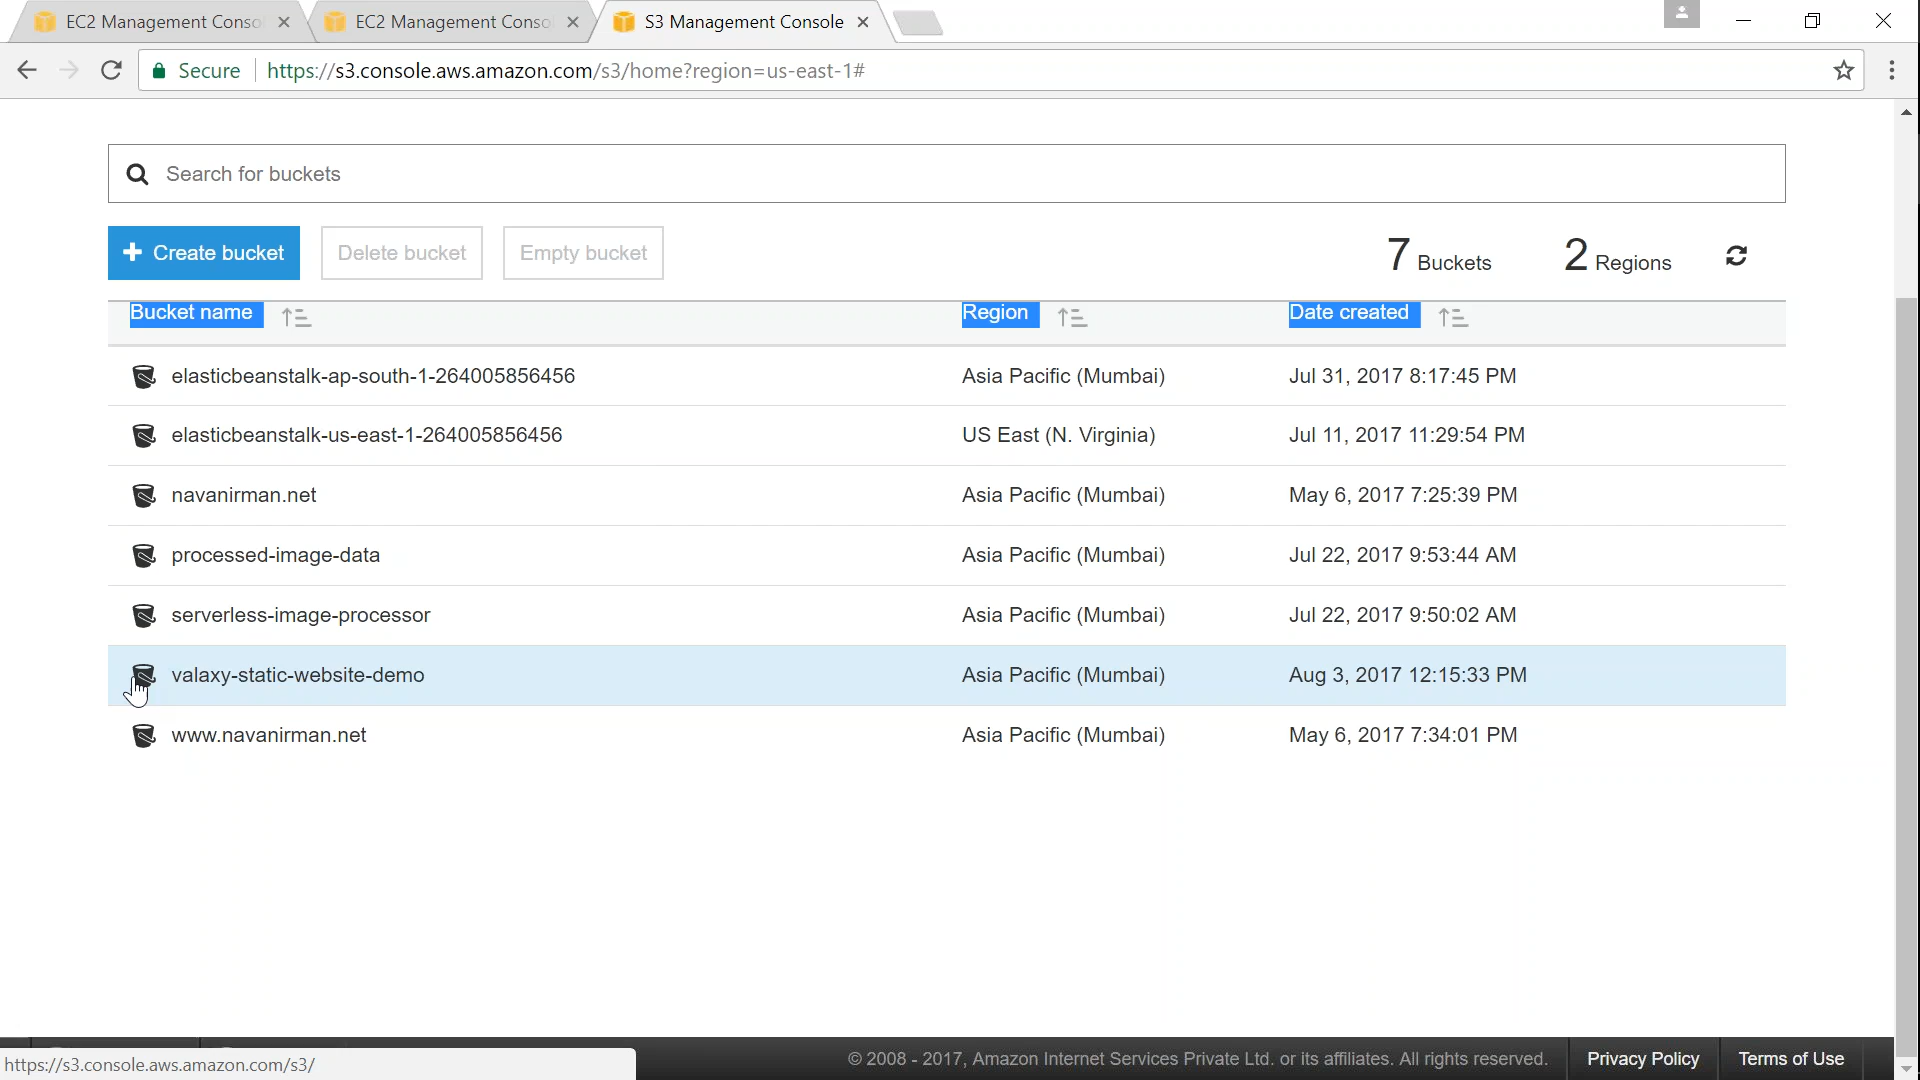 EC2 Management Conso
EC2 Management Conso
S3 Management Console
Secure
https://s3.console.aws.amazon.com/s3/home?region=us-east-1#
Search for buckets
Create bucket
Delete bucket
Empty bucket
7 Buckets
2 Regions
Bucket name Region Date created
elasticbeanstalk-ap-south-1-264005856456 Asia Pacific (Mumbai) Jul 31, 2017 8:17:45 PM
elasticbeanstalk-us-east-1-264005856456 US East (N. Virginia) Jul 11, 2017 11:29:54 PM
navanirman.net Asia Pacific (Mumbai) May 6, 2017 7:25:39 PM
processed-image-data Asia Pacific (Mumbai) Jul 22, 2017 9:53:44 AM
serverless-image-processor Asia Pacific (Mumbai) Jul 22, 2017 9:50:02 AM
valaxy-static-website-demo Asia Pacific (Mumbai) Aug 3, 2017 12:15:33 PM
www.navanirman.net Asia Pacific (Mumbai) May 6, 2017 7:34:01 PM
https://s3.console.aws.amazon.com/s3/
© 2008 - 2017, Amazon Internet Services Private Ltd. or its affiliates. All rights reserved.
Privacy Policy
Terms of Use